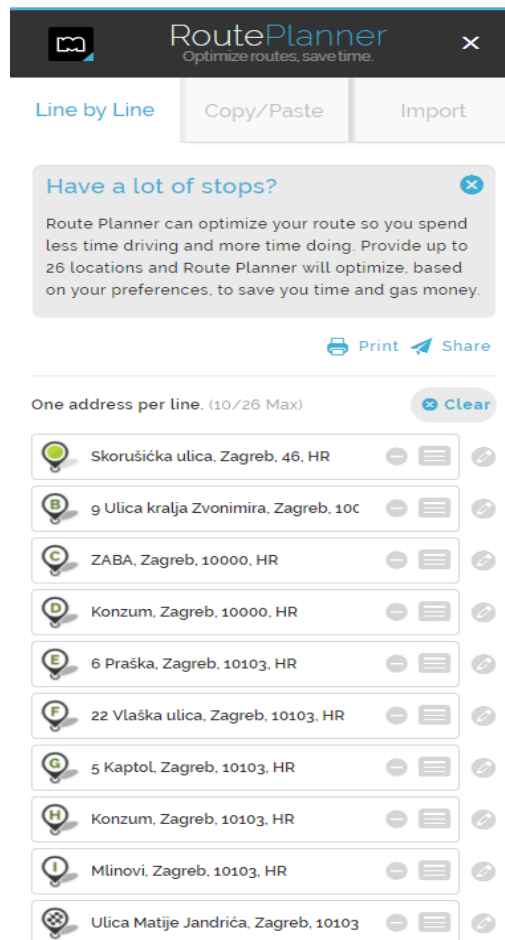 RoutePlanner
Optimize routes, save time.
Line by Line
Copy/Paste
Import
Have a lot of stops?
Route Planner can optimize your route so you spend
less time driving and more time doing. Provide up to
26 locations and Route Planner will optimize, based
on your preferences, to save you time and gas money.
Print
Share
One address per line. (10/26 Max)
Clear
Skorušićka ulica, Zagreb, 46, HR
B
9 Ulica kralja Zvonimira, Zagreb, 100
C
ZABA, Zagreb, 10000, HR
D
Konzum, Zagreb, 10000, HR
E
6 Praška, Zagreb, 10103, HR
F
22 Vlaška ulica, Zagreb, 10103, HR
G
5 Kaptol, Zagreb, 10103, HR
H
Konzum, Zagreb, 10103, HR
I
Mlinovi, Zagreb, 10103, HR
Ulica Matije Jandrića, Zagreb, 10103